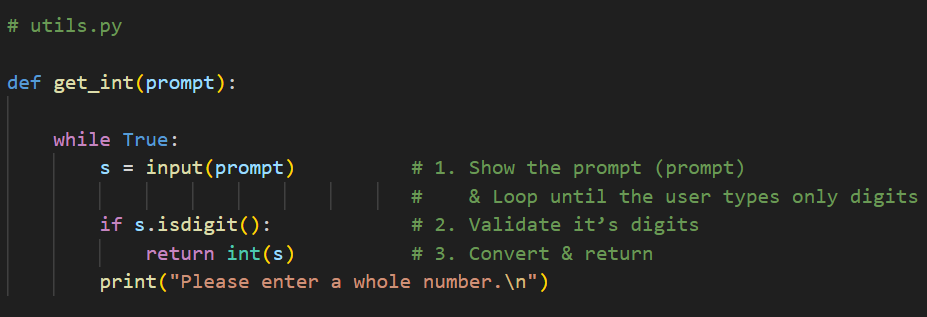 # utils.py
def get_int(prompt):
while True:
s = input(prompt) # 1. Show the prompt (prompt)
# & Loop until the user types only digits
if s.isdigit(): # 2. Validate it’s digits
return int(s) # 3. Convert & return
print("Please enter a whole number.\n")